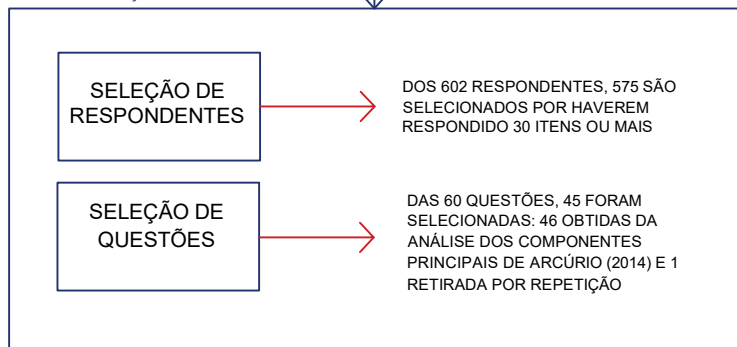 SELEÇÃO DE
RESPONDENTES
DOS 602 RESPONDENTES, 575 SÃO
SELECIONADOS POR HAVEREM
RESPONDIDO 30 ITENS OU MAIS
SELEÇÃO DE
QUESTÕES
DAS 60 QUESTÕES, 45 FORAM
SELECIONADAS: 46 OBTIDAS DA
ANÁLISE DOS COMPONENTES
PRINCIPAIS DE ARCÚRIO (2014) E 1
RETIRADA POR REPETIÇÃO